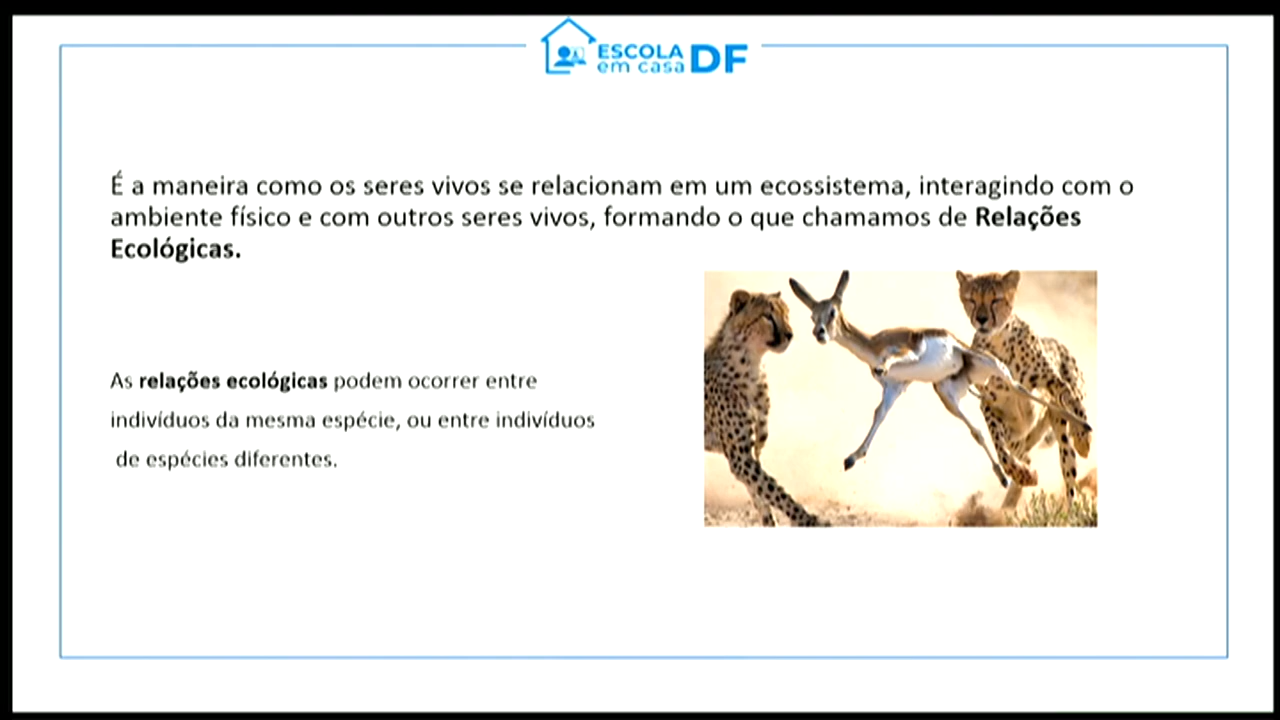 ESCOLA
em casa DF
É a maneira como os seres vivos se relacionam em um ecossistema, interagindo com o
ambiente físico e com outros seres vivos, formando o que chamamos de Relações
Ecológicas.
As relações ecológicas podem ocorrer entre
indivíduos da mesma espécie, ou entre indivíduos
de espécies diferentes.